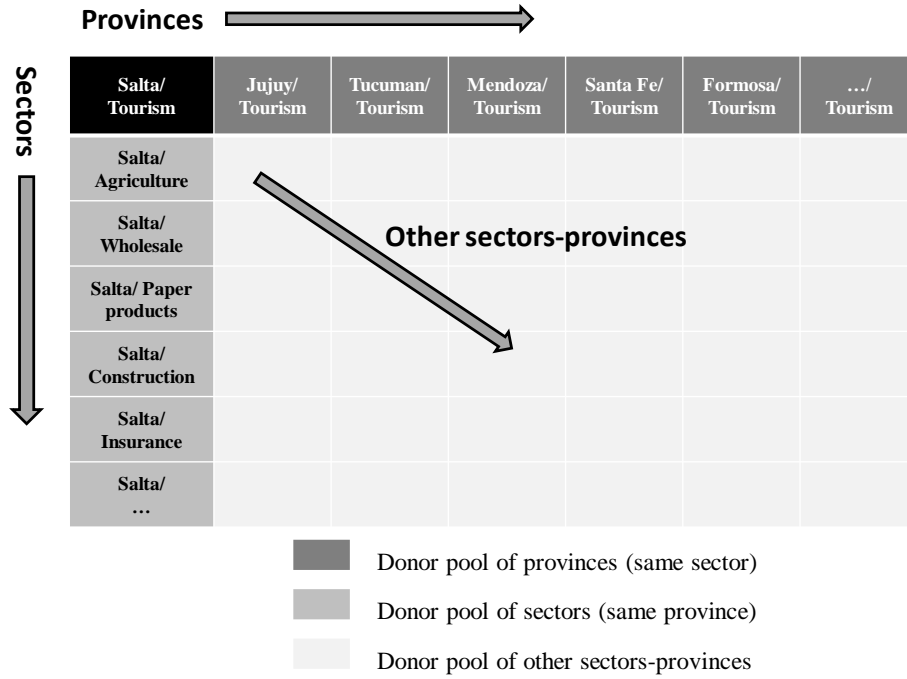 Provinces
Sectors
Salta/
Tourism
Jujuy/
Tourism
Tucuman/
Tourism
Mendoza/
Tourism
Santa Fe/
Tourism
Formosa/
Tourism
…/
Tourism
Salta/
Agriculture
Salta/
Wholesale
Other sectors-provinces
Salta/ Paper
products
Salta/
Construction
Salta/
Insurance
Salta/
…
Donor pool of provinces (same sector)
Donor pool of sectors (same province)
Donor pool of other sectors-provinces